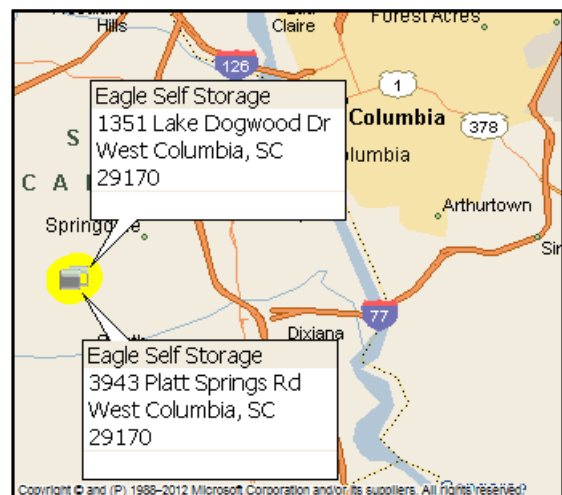 Hills
Claire
Forest Acres
126
1
Eagle Self Storage
1351 Lake Dogwood Dr
West Columbia, SC
29170
Columbia
378
S
C A
Arthurtown
77
Dixiana
Eagle Self Storage
3943 Platt Springs Rd
West Columbia, SC
29170
Copyright © and (P) 1988–2012 Microsoft Corporation and/or its suppliers. All rights reserved.